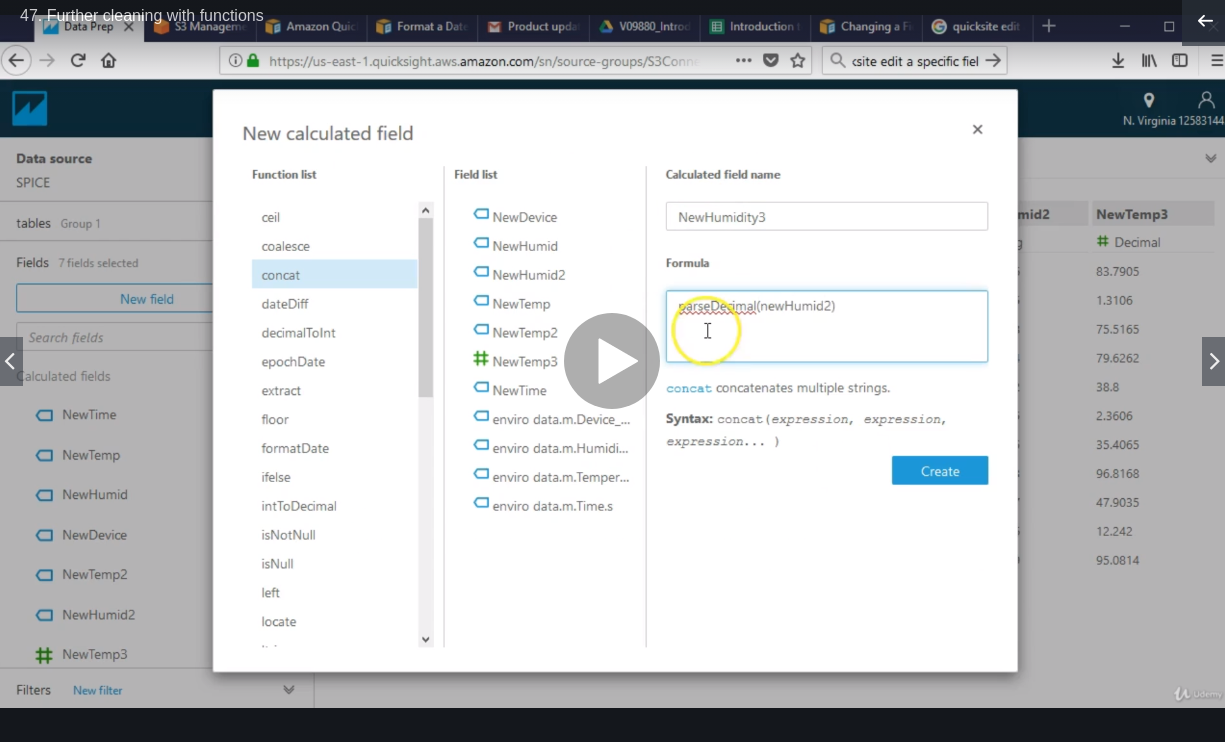 47. Further cleaning with functions
Data Prep
S3 Manageme
Amazon Quic
Format a Date
Product upda
V09880_Introd
Introduction t
Changing a Fi
quicksite edit
https://us-east-1.quicksight.aws.amazon.com/sn/source-groups/S3Conne
:ksite edit a specific fiel
N. Virginia 12583144
Data source
SPICE
tables Group 1
Fields 7 fields selected
New field
Search fields
Calculated fields
NewTime
NewTemp
NewHumid
NewDevice
NewTemp2
NewHumid2
NewTemp3
Filters New filter
New calculated field
Function list
ceil
coalesce
concat
dateDiff
decimalToInt
epochDate
extract
floor
formatDate
ifelse
intToDecimal
isNotNull
isNull
left
locate
Field list
NewDevice
NewHumid
NewHumid2
NewTemp
NewTemp2
NewTemp3
NewTime
enviro data.m.Device_...
enviro data.m.Humidi...
enviro data.m.Temper...
enviro data.m.Time.s
Calculated field name
NewHumidity3
Formula
parseDecimal(newHumid2)
concat concatenates multiple strings.
Syntax: concat(expression, expression,
expression... )
Create
mid2
NewTemp3
Decimal
83.7905
1.3106
75.5165
79.6262
38.8
2.3606
35.4065
96.8168
47.9035
12.242
95.0814
Udemy